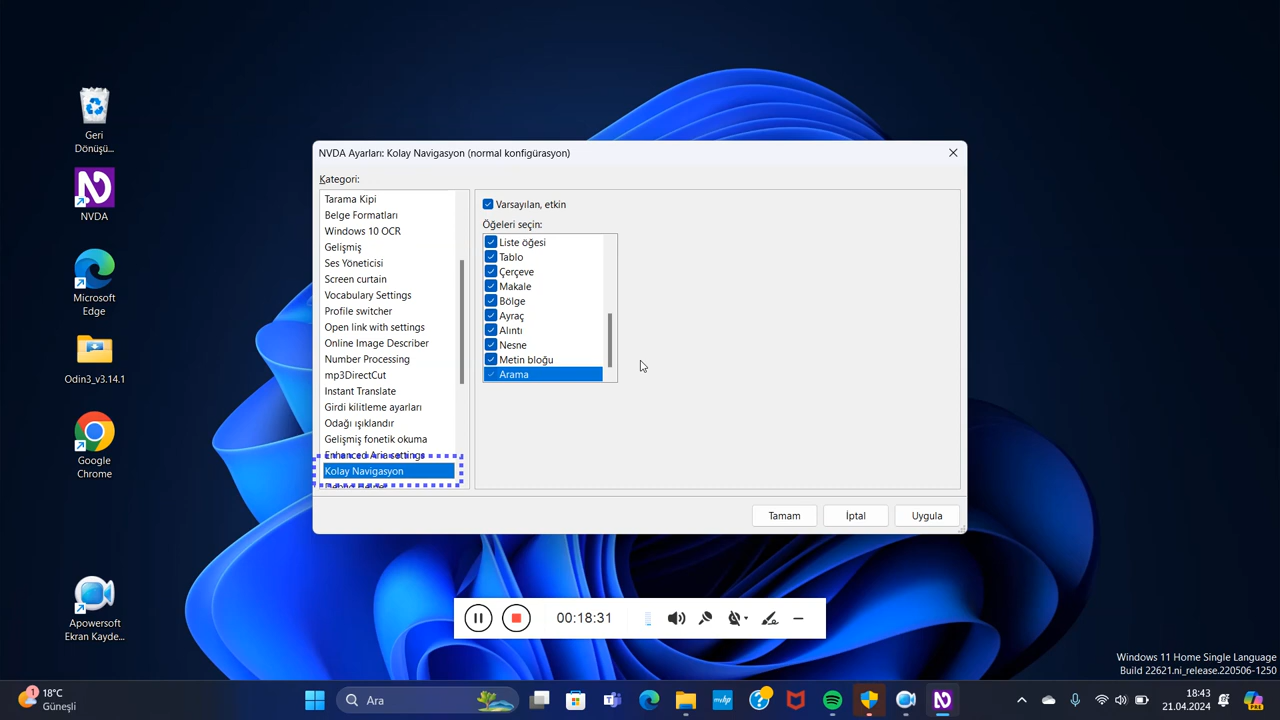 Geri
Dönüşü...
NVDA
Microsoft
Edge
Odin3_v3.14.1
Google
Chrome
Apowersoft
Ekran Kayde...
NVDA Ayarları: Kolay Navigasyon (normal konfigürasyon)
Kategori:
Tarama Kipi
Belge Formatları
Windows 10 OCR
Gelişmiş
Ses Yöneticisi
Screen curtain
Vocabulary Settings
Profile switcher
Open link with settings
Online Image Describer
Number Processing
mp3DirectCut
Instant Translate
Girdi kilitleme ayarları
Odağı ışıklandır
Gelişmiş fonetik okuma
Enhanced Aria settings
Kolay Navigasyon
Varsayılan, etkin
Öğeleri seçin:
Liste öğesi
Tablo
Çerçeve
Makale
Bölge
Ayraç
Alıntı
Nesne
Metin bloğu
Arama
Tamam
İptal
Uygula
00:18:31
Windows 11 Home Single Language
Build 22621.ni_release.220506-1250
1
18°C
Güneşli
Ara
myhp
18:43
21.04.2024
PRE